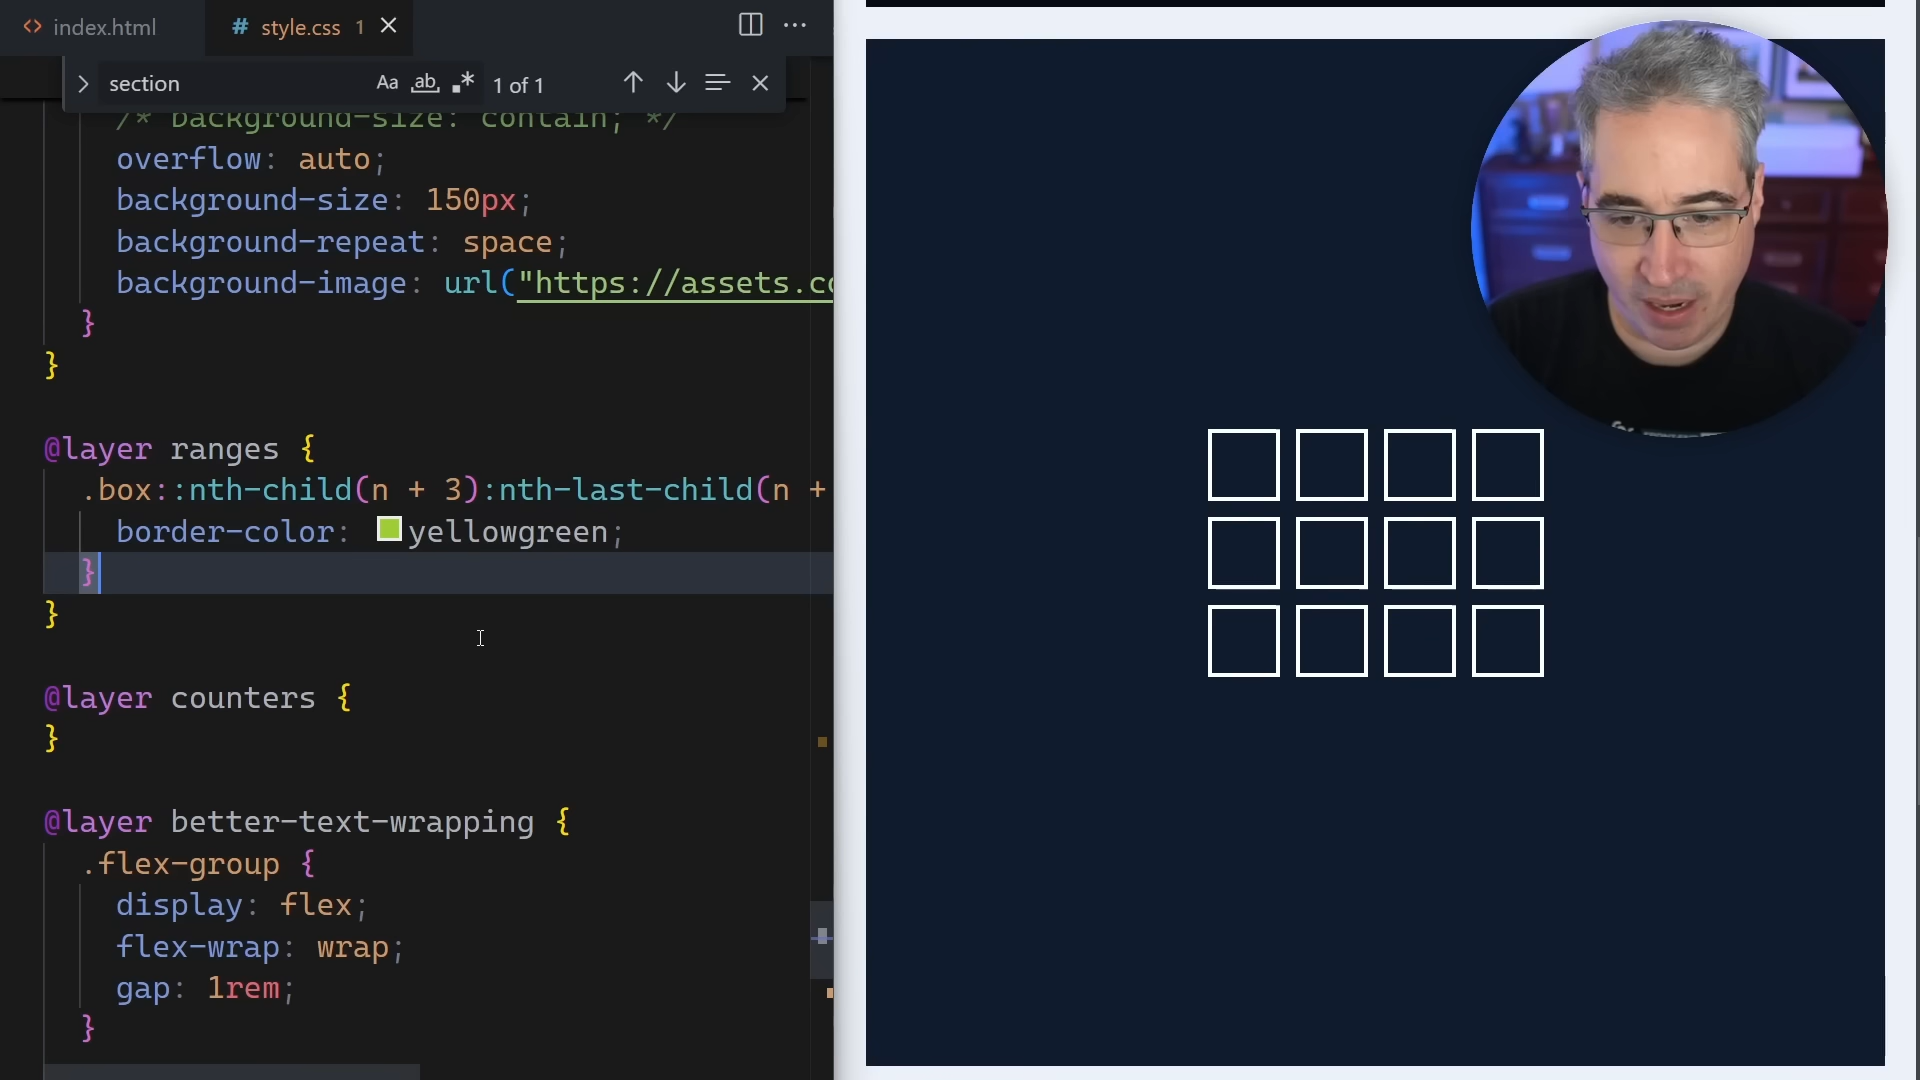 index.html
style.css 1
section
Aa ab 1 of 1
/* background-size: contain; */
overflow: auto;
background-size: 150px;
background-repeat: space;
background-image: url("https://assets.co
}
}
@layer ranges {
.box::nth-child(n + 3):nth-last-child(n +
border-color: yellowgreen;
}
}
@layer counters {
}
@layer better-text-wrapping {
.flex-group {
display: flex;
flex-wrap: wrap;
gap: 1rem;
}